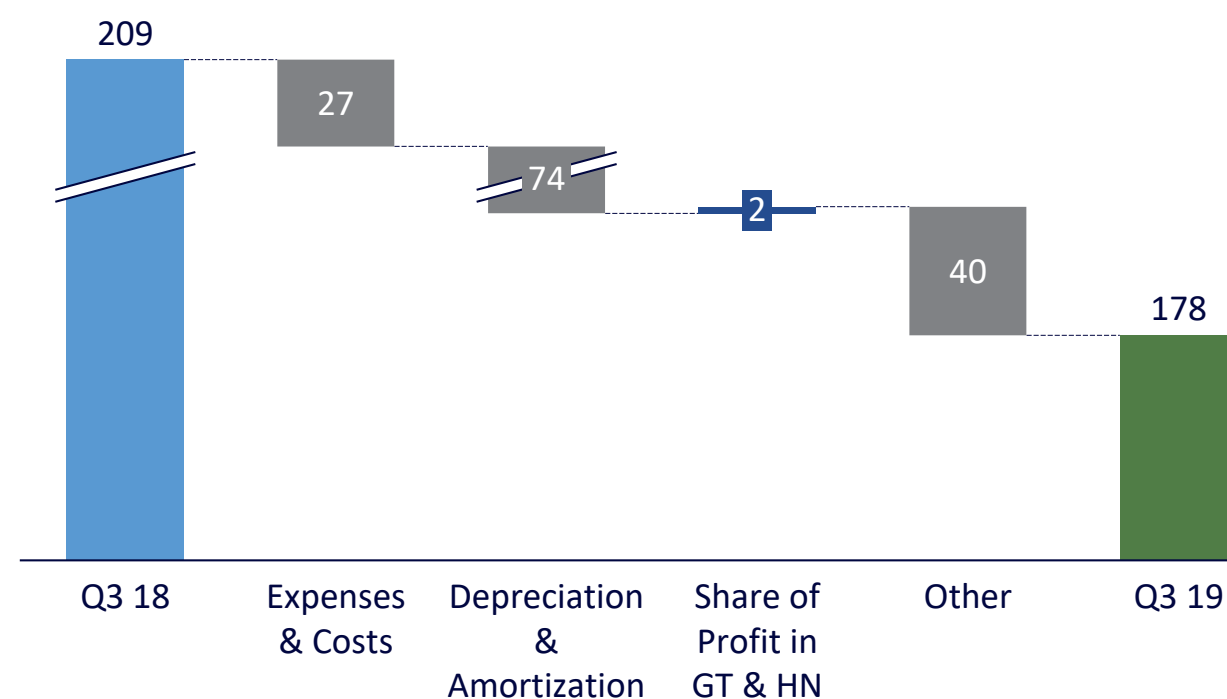 209
27
74
2
40
178
Q3 18
Expenses
& Costs
Depreciation
&
Amortization
Share of
Profit in
GT & HN
Other
Q3 19